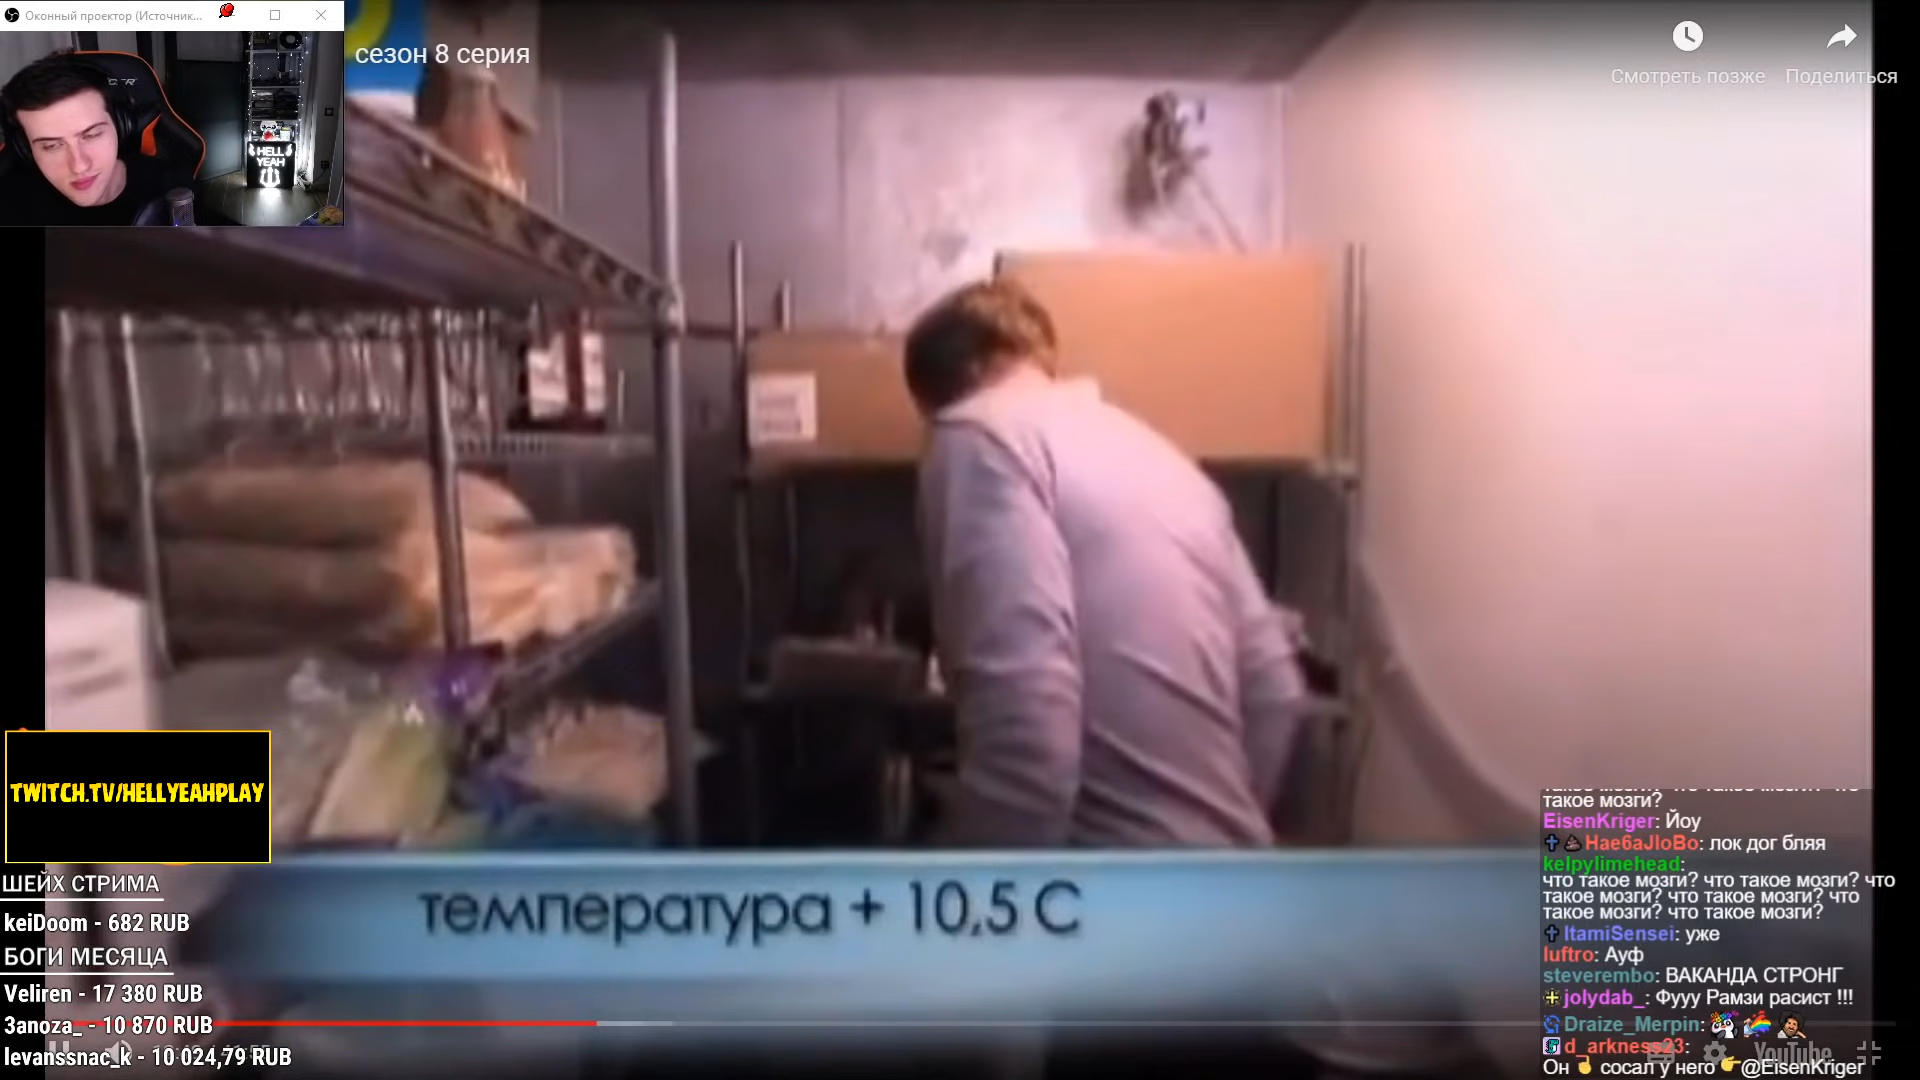 Оконный проектор (Источник...
сезон 8 серия
Смотреть позже
Поделиться
HELL
YEAH
TWITCH.TV/HELLYEAHPLAY
ШЕЙХ СТРИМА
keiDoom - 682 RUB
БОГИ МЕСЯЦА
Veliren - 17 380 RUB
3anoza_ - 10 870 RUB
levanssnac_k - 10 024,79 RUB
температура + 10,5 С
такое мозги?
EisenKriger: Йоу
Hae6aJloBo: лок дог бляя
kelpylimehead:
что такое мозги? что такое мозги? что
такое мозги? что такое мозги? что
такое мозги? что такое мозги?
ItamiSensei: уже
luftro: Ауф
steverembo: ВАКАНДА СТРОНГ
jolydab_: Фууу Рамзи расист !!!
Draize_Merpin:
d_arkness23:
Он сосал у него @EisenKriger
YouTube